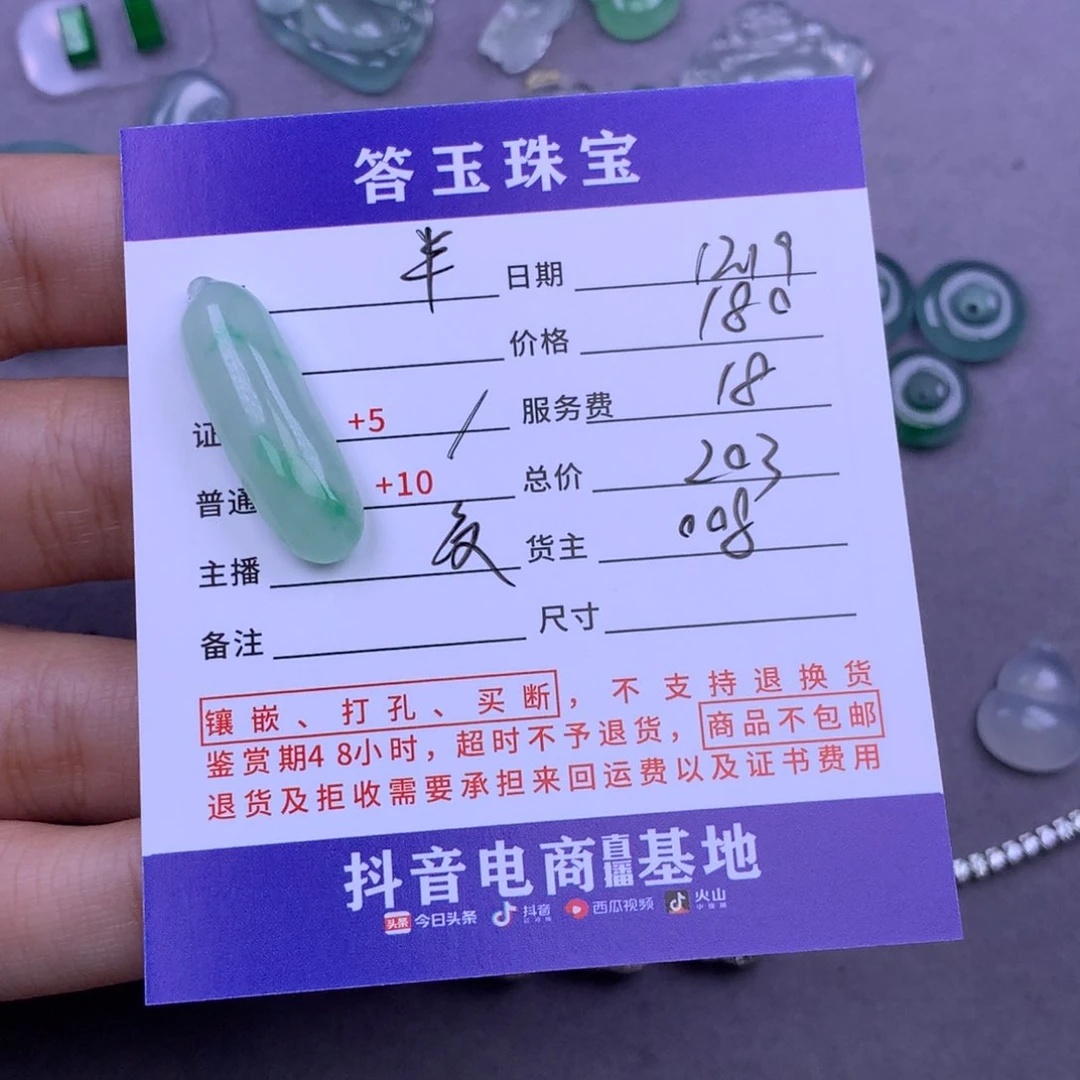 答玉珠宝
半 日期 1219
价格 180
证 +5 / 服务费 18
普通 +10 总价 203
主播 货主 008
备注 尺寸
镶嵌、打孔、买断，不支持退换货
鉴赏期48小时，超时不予退货，商品不包邮
退货及拒收需要承担来回运费以及证书费用
抖音电商直播基地
头条 今日头条 抖音 西瓜视频 火山